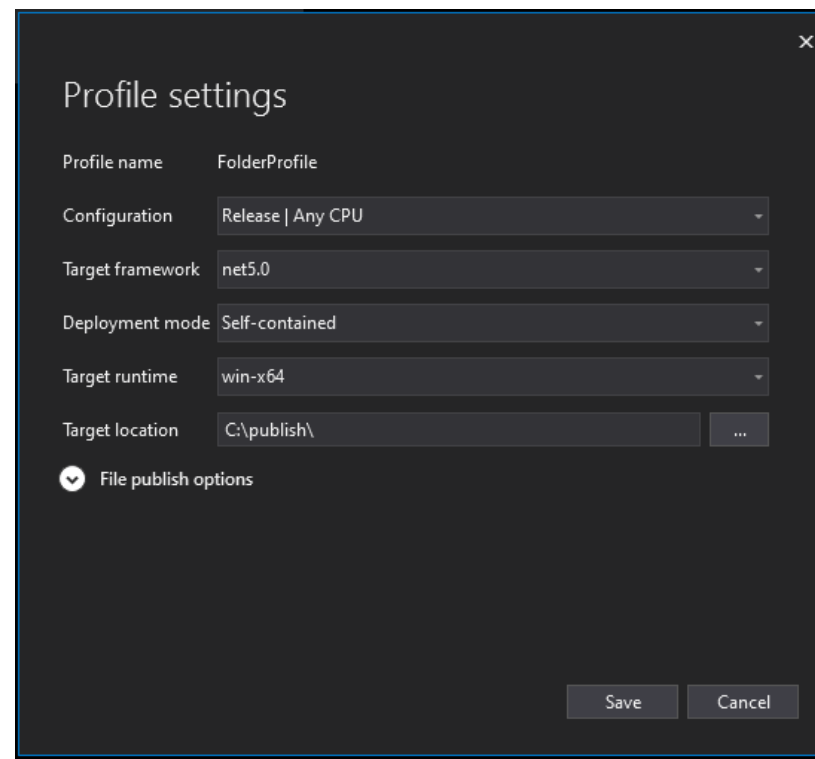 Profile settings
Profile name FolderProfile
Configuration Release | Any CPU
Target framework net5.0
Deployment mode Self-contained
Target runtime win-x64
Target location C:\publish\ ...
File publish options
Save Cancel